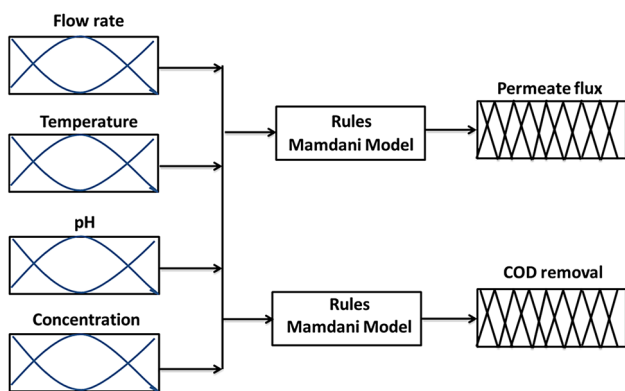 Flow rate
Temperature
pH
Concentration
Rules
Mamdani Model
Rules
Mamdani Model
Permeate flux
COD removal